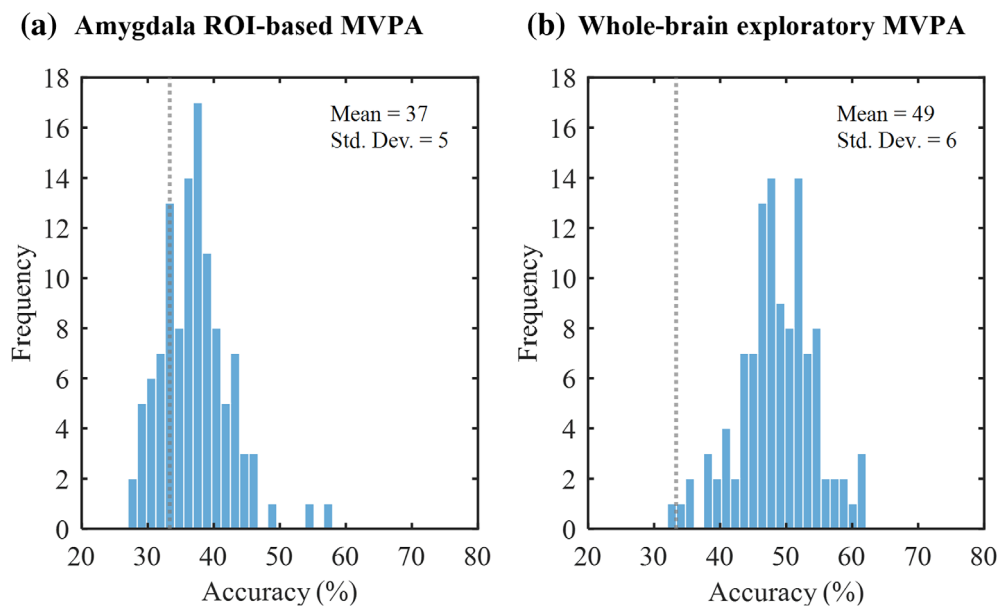 (a) Amygdala ROI-based MVPA
18
16
14
12
10
8
6
4
2
0
Frequency
Mean = 37
Std. Dev. = 5
20 30 40 50 60 70 80
Accuracy (%)
(b) Whole-brain exploratory MVPA
18
16
14
12
10
8
6
4
2
0
Frequency
Mean = 49
Std. Dev. = 6
20 30 40 50 60 70 80
Accuracy (%)